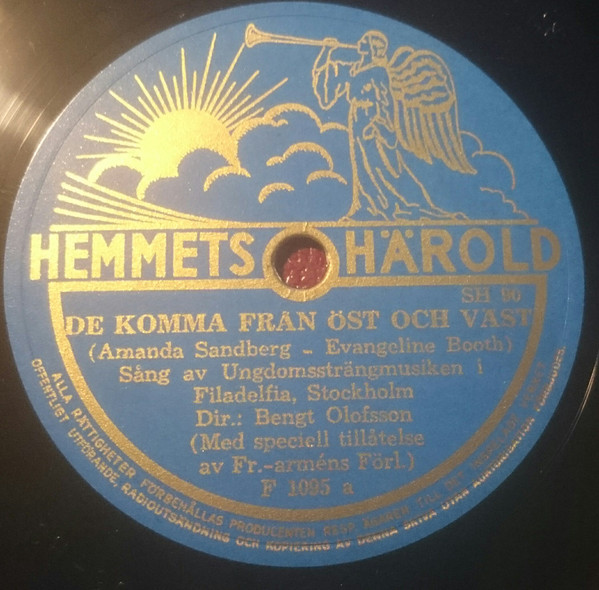 HEMMETS HÄROLD
SH 90
DE KOMMA FRÅN ÖST OCH VÄST
(Amanda Sandberg - Evangeline Booth)
Sång av Ungdomssträngmusiken i
Filadelfia, Stockholm
Dir.: Bengt Olofsson
(Med speciell tillåtelse
av Fr.-arméns Förl.)
F 1095 a
ALLA RÄTTIGHETER FÖRBEHÅLLAS PRODUCENTEN RESP. ÄGAREN TILL DET INSPELADE VERKET
OFFENTLIGT UTFÖRANDE, RADIOUTSÄNDNING OCH KOPIERING AV DENNA SKIVA UTAN AUKTORISATION FÖRBJUDES.